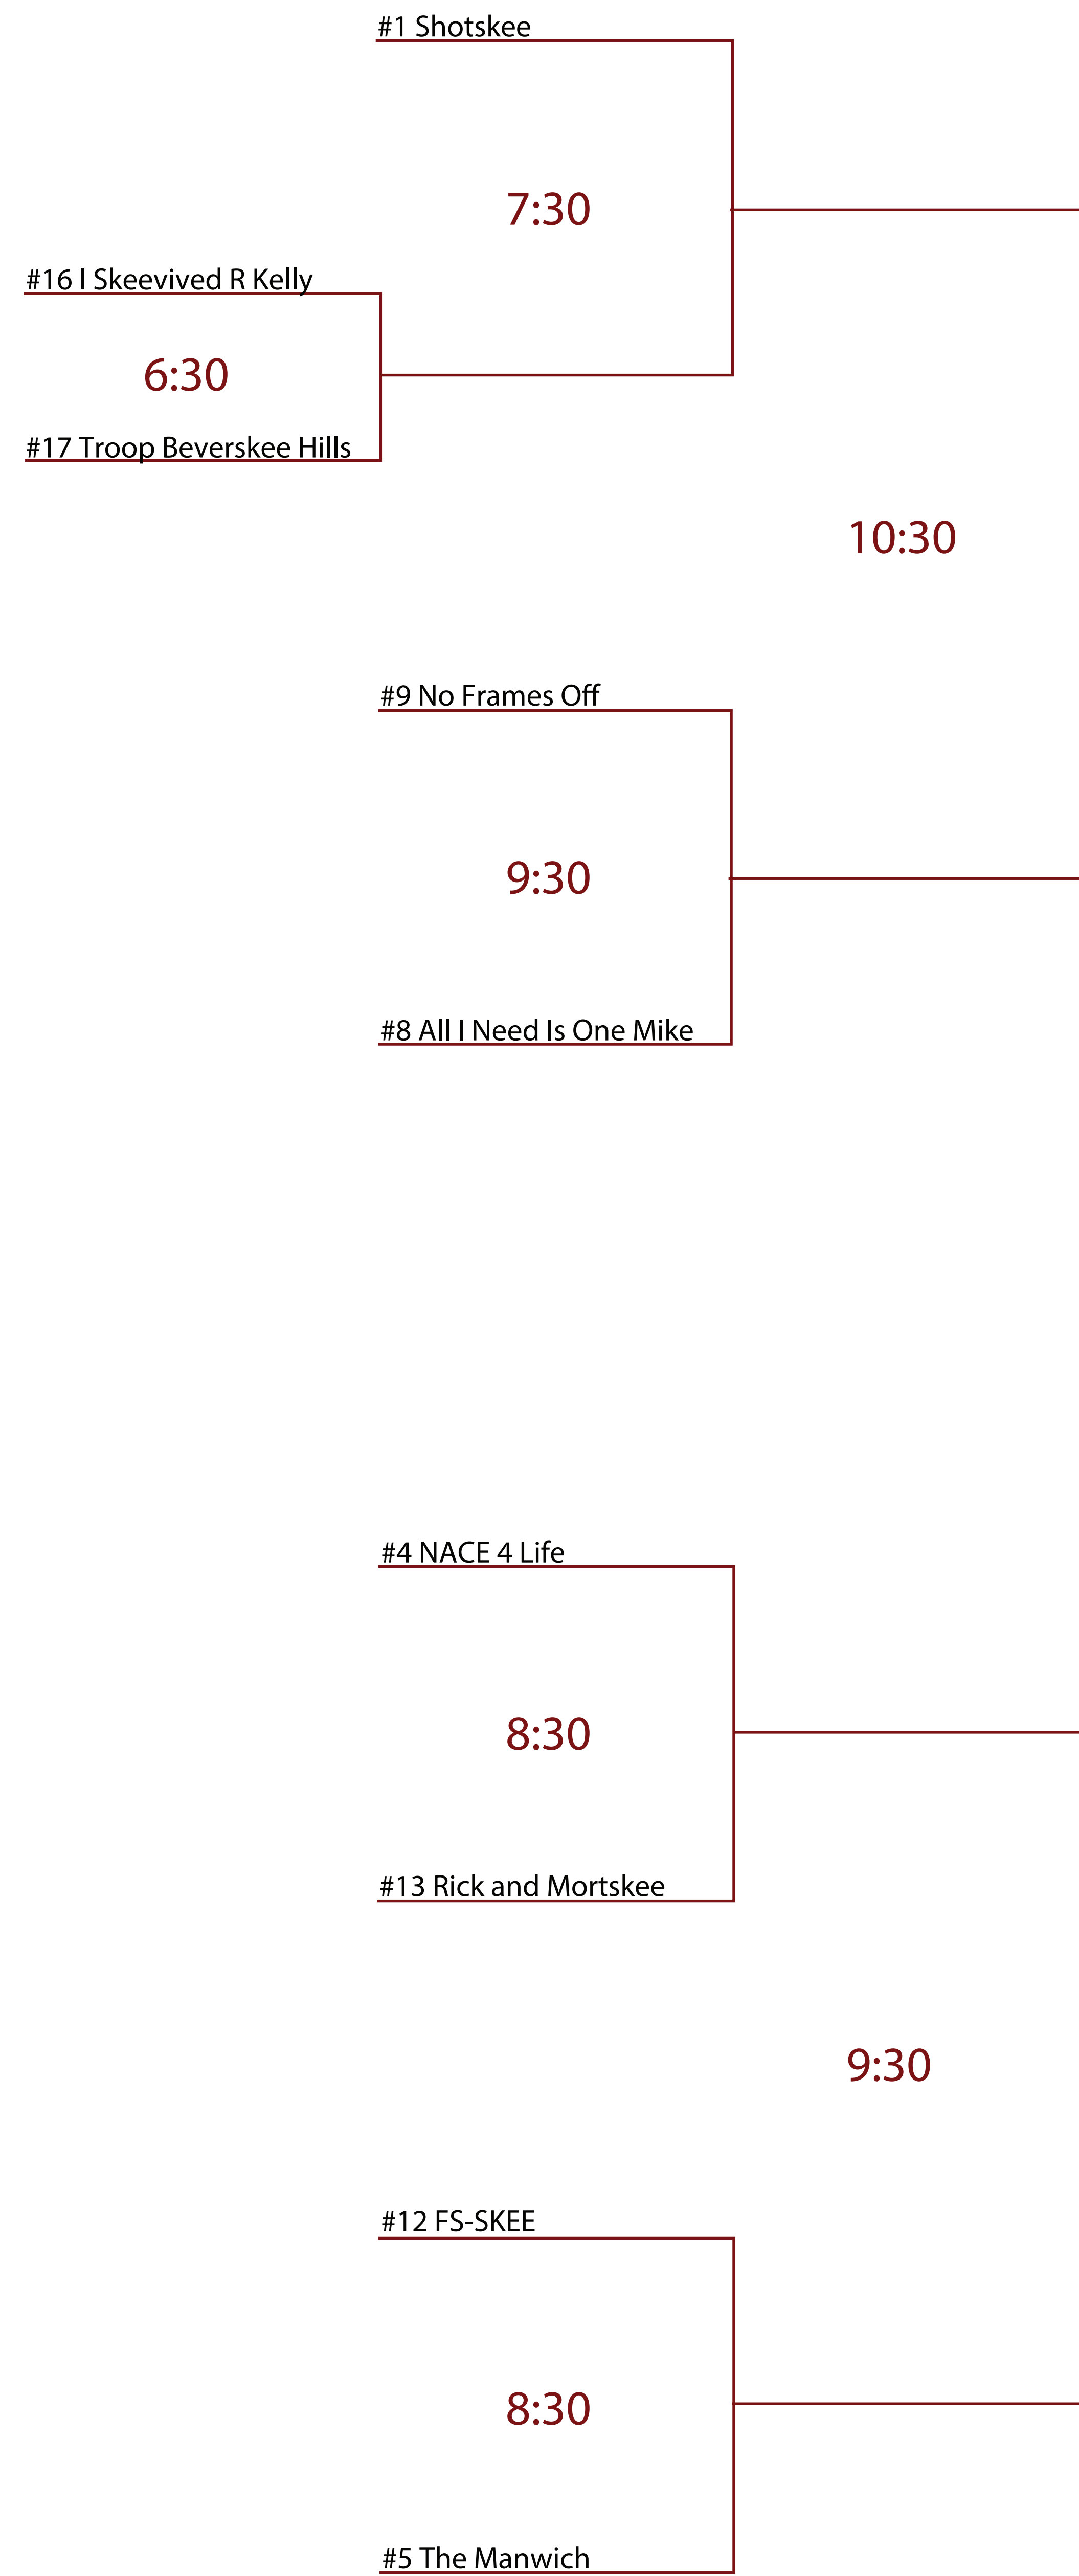 #1 Shotskee
7:30
#16 I Skeevived R Kelly
6:30
#17 Troop Beverskee Hills
10:30
#9 No Frames Off
9:30
#8 All I Need Is One Mike
#4 NACE 4 Life
8:30
#13 Rick and Mortskee
9:30
#12 FS-SKEE
8:30
#5 The Manwich